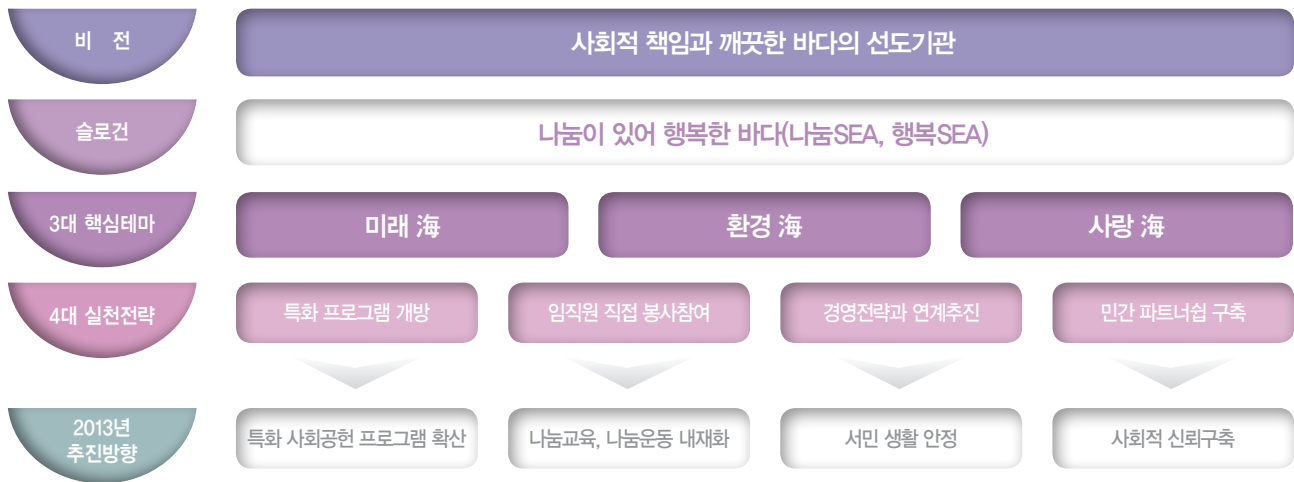 비 전
사회적 책임과 깨끗한 바다의 선도기관
슬로건
나눔이 있어 행복한 바다(나눔SEA, 행복SEA)
3대 핵심테마
미래 海
환경 海
사랑 海
4대 실천전략
특화 프로그램 개방
임직원 직접 봉사참여
경영전략과 연계추진
민간 파트너쉽 구축
2013년
추진방향
특화 사회공헌 프로그램 확산
나눔교육, 나눔운동 내재화
서민 생활 안정
사회적 신뢰구축